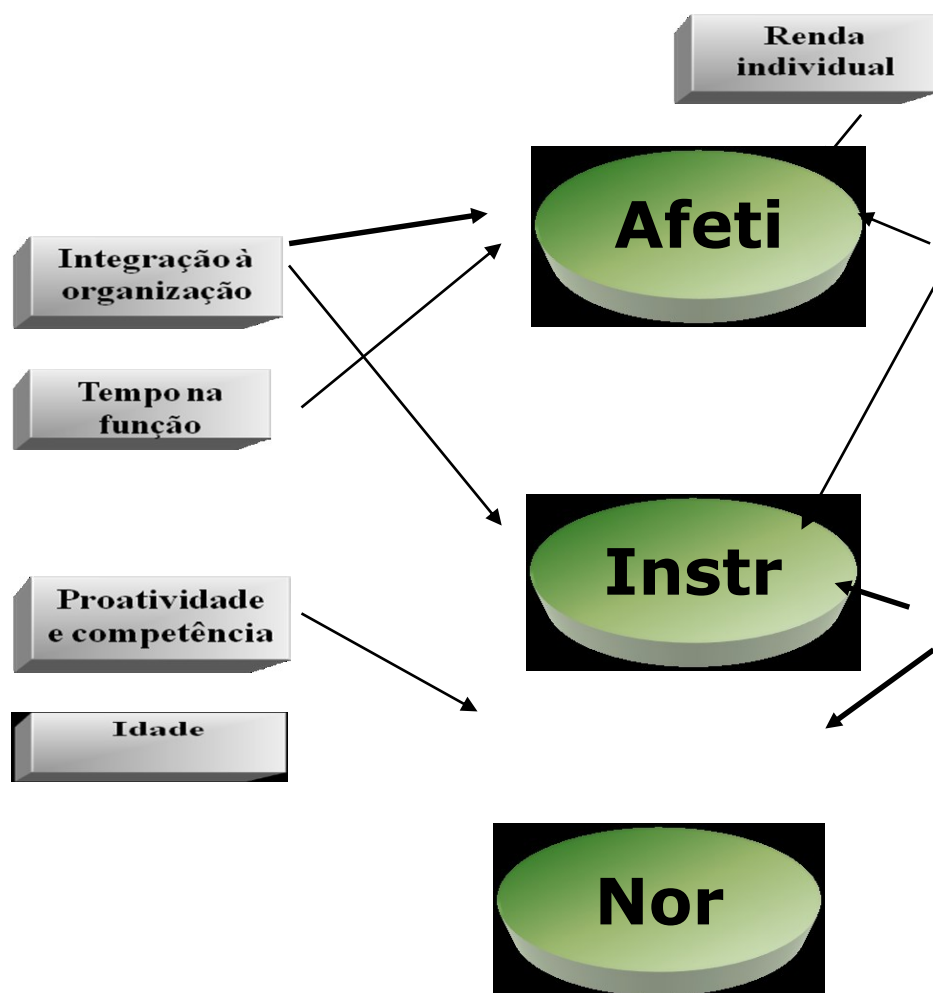 Renda
individual
Afeti
Integração à
organização
Tempo na
função
Instr
Proatividade
e competência
Idade
Nor